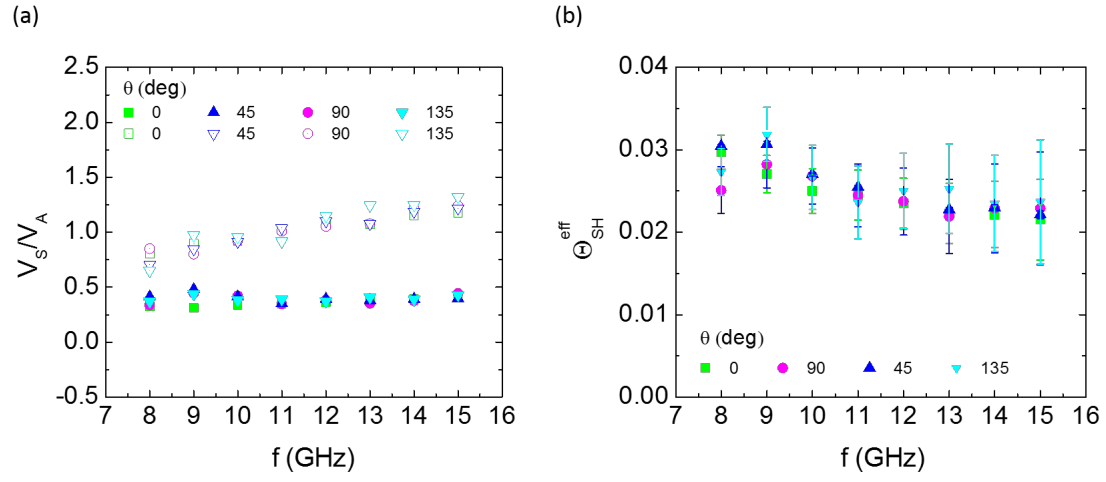 (a)
(b)
2.5
2.0
1.5
1.0
0.5
0.0
-0.5
V_S/V_A
θ (deg)
0 45 90 135
0 45 90 135
7 8 9 10 11 12 13 14 15 16
f (GHz)
0.04
0.03
0.02
0.01
0.00
Θ_SH^eff
θ (deg)
0 90 45 135
7 8 9 10 11 12 13 14 15 16
f (GHz)